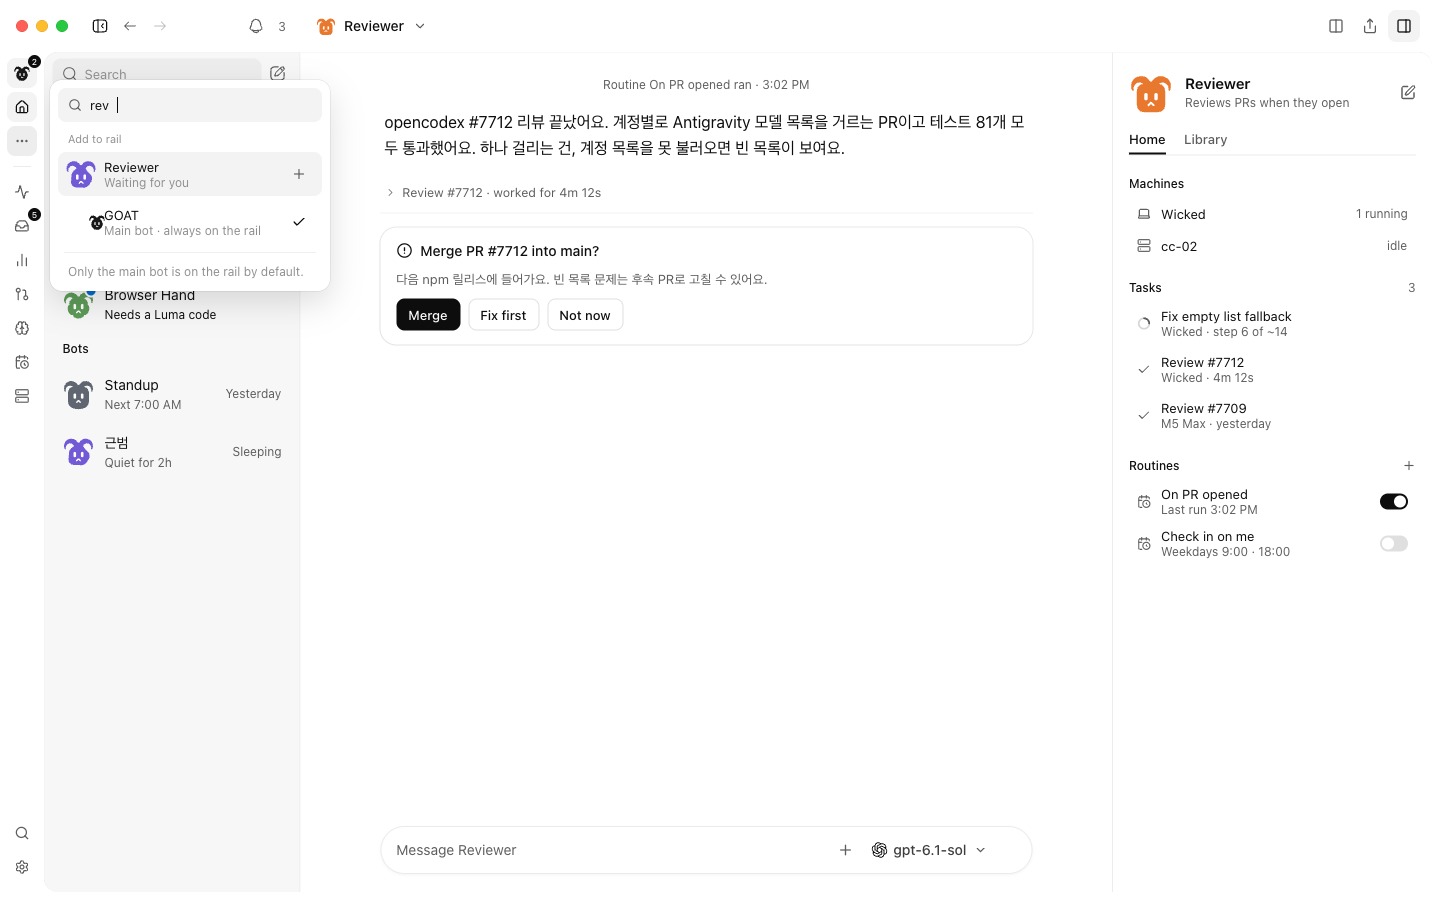 3
Reviewer
2
Search
rev
Add to rail
Reviewer
Waiting for you
GOAT
Main bot · always on the rail
Only the main bot is on the rail by default.
5
Browser Hand
Needs a Luma code
Bots
Standup
Next 7:00 AM
Yesterday
근범
Quiet for 2h
Sleeping
Routine On PR opened ran · 3:02 PM
opencodex #7712 리뷰 끝났어요. 계정별로 Antigravity 모델 목록을 거르는 PR이고 테스트 81개 모
두 통과했어요. 하나 걸리는 건, 계정 목록을 못 불러오면 빈 목록이 보여요.
Review #7712 · worked for 4m 12s
Merge PR #7712 into main?
다음 npm 릴리스에 들어가요. 빈 목록 문제는 후속 PR로 고칠 수 있어요.
Merge
Fix first
Not now
Message Reviewer
gpt-6.1-sol
Reviewer
Reviews PRs when they open
Home
Library
Machines
Wicked
1 running
cc-02
idle
Tasks
3
Fix empty list fallback
Wicked · step 6 of ~14
Review #7712
Wicked · 4m 12s
Review #7709
M5 Max · yesterday
Routines
On PR opened
Last run 3:02 PM
Check in on me
Weekdays 9:00 · 18:00